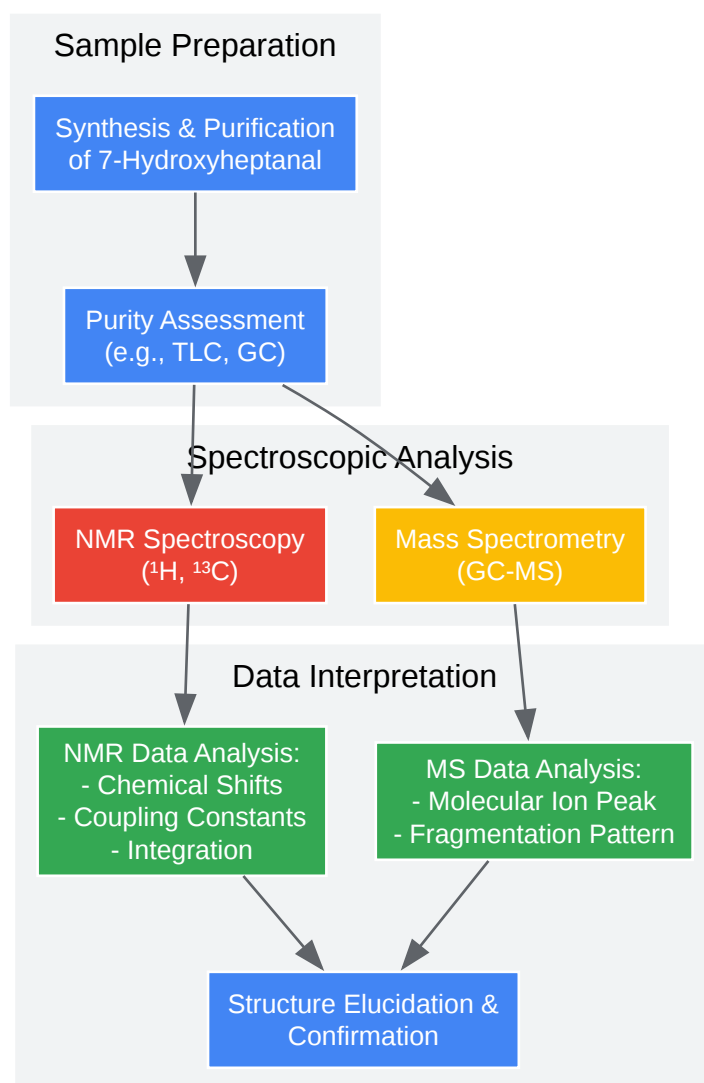 Sample Preparation
Synthesis & Purification
of 7-Hydroxyheptanal
Purity Assessment
(e.g., TLC, GC)
Spectroscopic Analysis
NMR Spectroscopy
(¹H, ¹³C)
Mass Spectrometry
(GC-MS)
Data Interpretation
NMR Data Analysis:
- Chemical Shifts
- Coupling Constants
- Integration
MS Data Analysis:
- Molecular Ion Peak
- Fragmentation Pattern
Structure Elucidation &
Confirmation